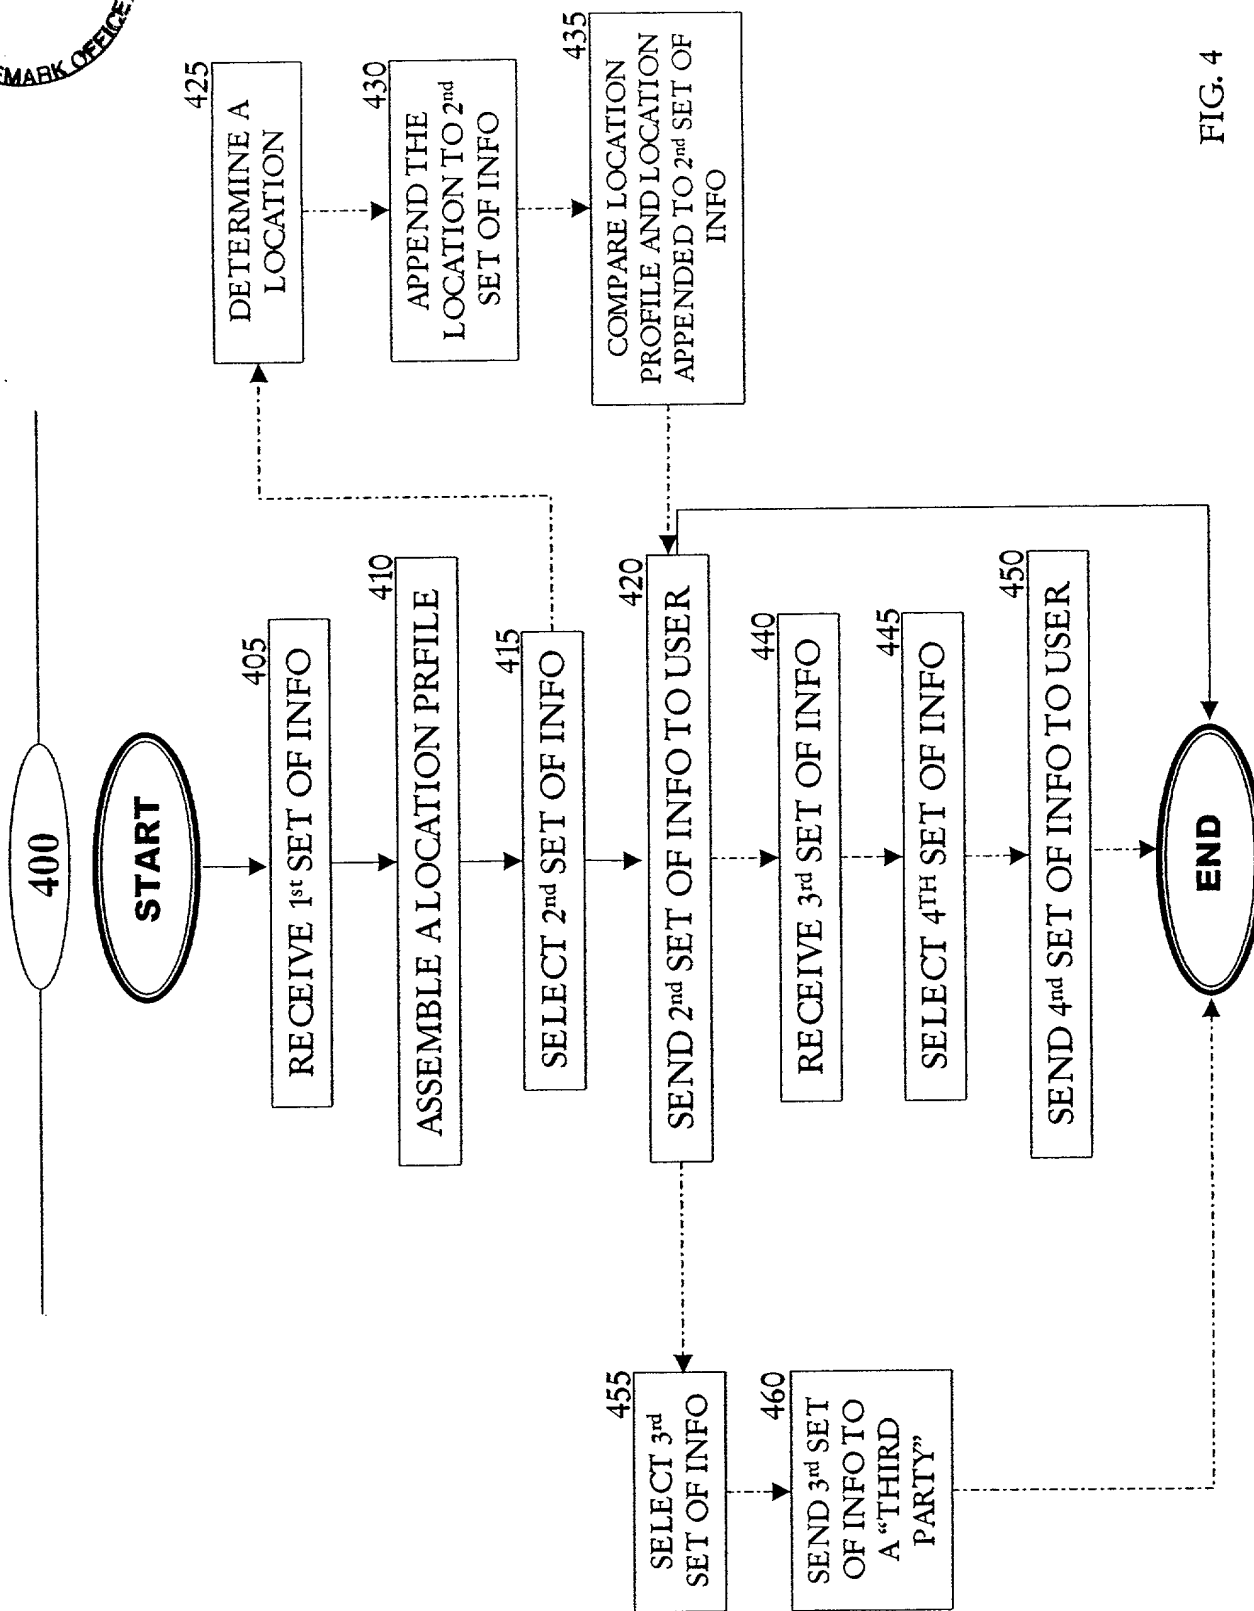 EMARK OFFICE
400
START
405
RECEIVE 1st SET OF INFO
410
ASSEMBLE A LOCATION PRFILE
415
SELECT 2nd SET OF INFO
420
SEND 2nd SET OF INFO TO USER
425
DETERMINE A
LOCATION
430
APPEND THE
LOCATION TO 2nd
SET OF INFO
435
COMPARE LOCATION
PROFILE AND LOCATION
APPENDED TO 2nd SET OF
INFO
440
RECEIVE 3rd SET OF INFO
445
SELECT 4TH SET OF INFO
450
SEND 4nd SET OF INFO TO USER
455
SELECT 3rd
SET OF INFO
460
SEND 3rd SET
OF INFO TO
A "THIRD
PARTY"
END
FIG. 4